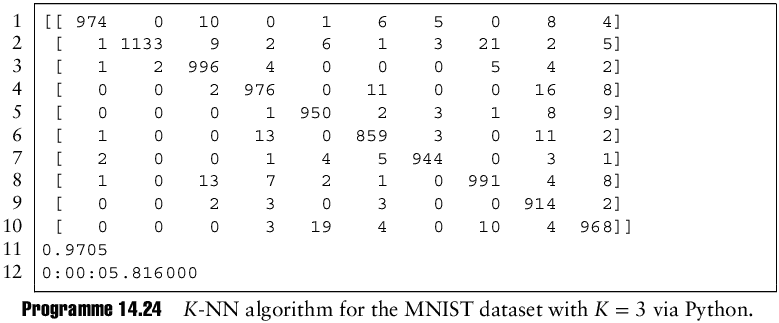 1 [[ 974 0 10 0 1 6 5 0 8 4]
2 [ 1 1133 9 2 6 1 3 21 2 5]
3 [ 1 2 996 4 0 0 0 5 4 2]
4 [ 0 0 2 976 0 11 0 0 16 8]
5 [ 0 0 0 1 950 2 3 1 8 9]
6 [ 1 0 0 13 0 859 3 0 11 2]
7 [ 2 0 0 1 4 5 944 0 3 1]
8 [ 1 0 13 7 2 1 0 991 4 8]
9 [ 0 0 2 3 0 3 0 0 914 2]
10 [ 0 0 0 3 19 4 0 10 4 968]]
11 0.9705
12 0:00:05.816000
Programme 14.24 K-NN algorithm for the MNIST dataset with K = 3 via Python.